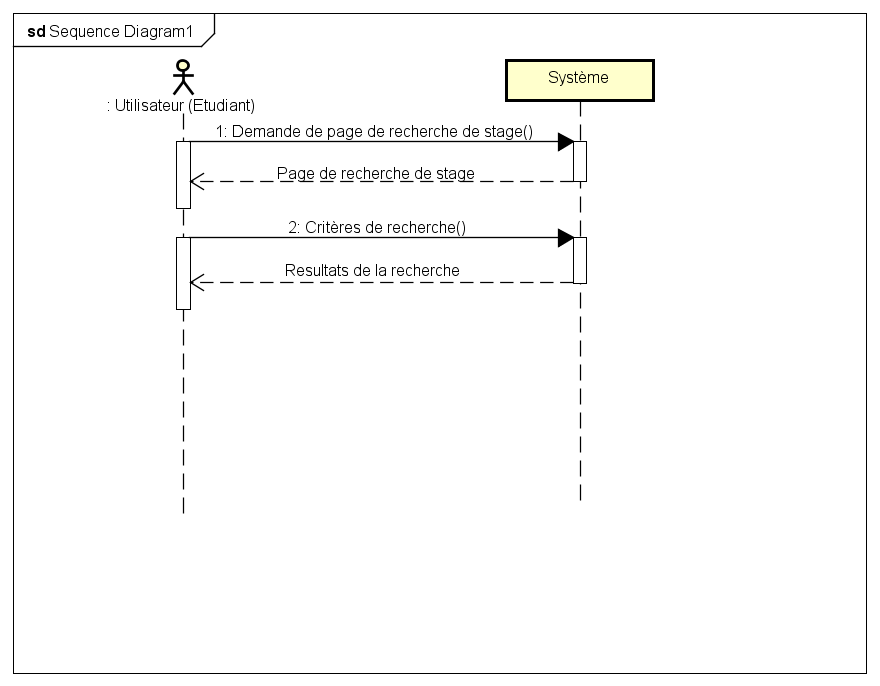 sd Sequence Diagram1
: Utilisateur (Etudiant)
Système
1: Demande de page de recherche de stage()
Page de recherche de stage
2: Critères de recherche()
Resultats de la recherche